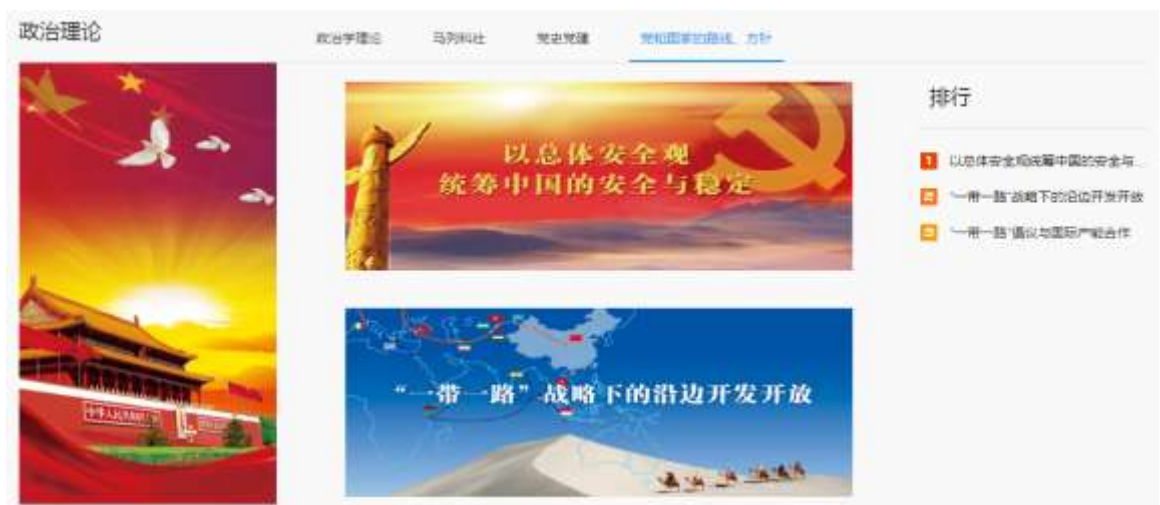 政治理论
政治学理论
马列科社
党史党建
党和国家的路线、方针
以总体安全观
统筹中国的安全与稳定
“一带一路”战略下的沿边开发开放
排行
1 以总体安全观统筹中国的安全与...
2 “一带一路”战略下的沿边开发开放
3 “一带一路”倡议与国际产能合作